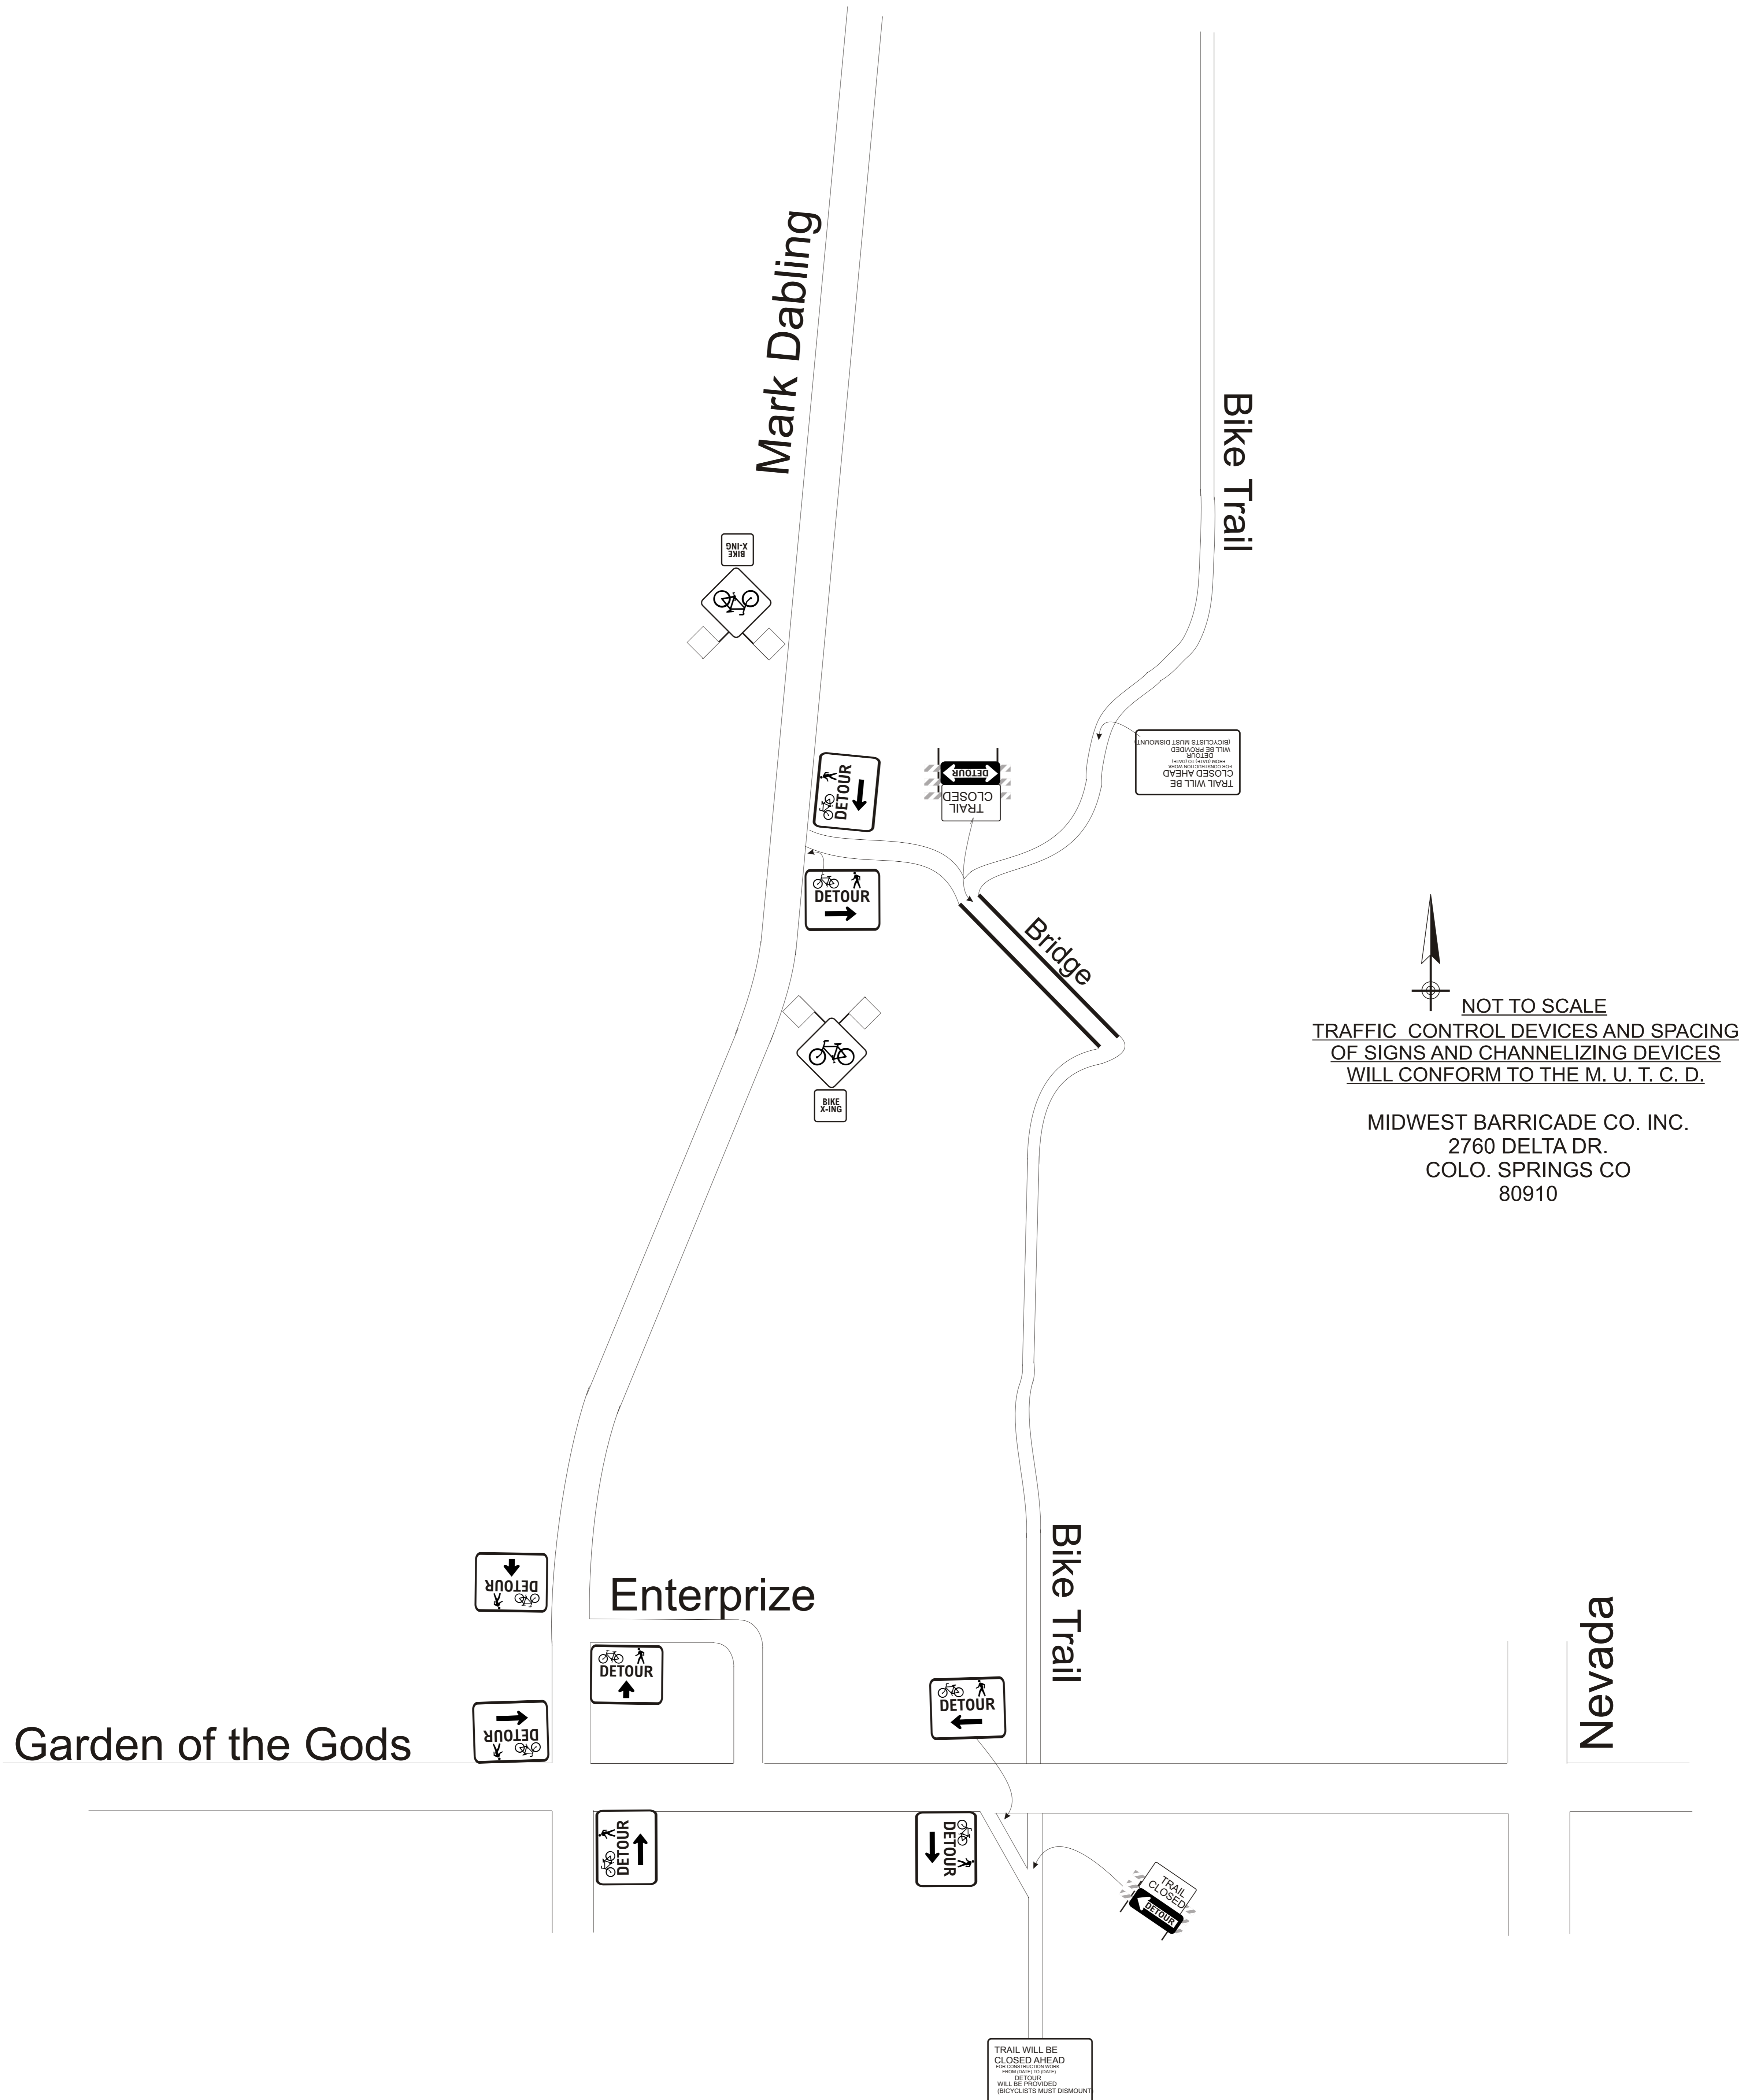 Mark Dabling
Bike Trail
BIKE
X-ING
TRAIL WILL BE
CLOSED AHEAD
FOR CONSTRUCTION WORK
FROM (DATE) TO (DATE)
DETOUR
WILL BE PROVIDED
(BICYCLISTS MUST DISMOUNT)
DETOUR
TRAIL
CLOSED
DETOUR
DETOUR
Bridge
BIKE
X-ING
NOT TO SCALE
TRAFFIC CONTROL DEVICES AND SPACING
OF SIGNS AND CHANNELIZING DEVICES
WILL CONFORM TO THE M. U. T. C. D.
MIDWEST BARRICADE CO. INC.
2760 DELTA DR.
COLO. SPRINGS CO
80910
Bike Trail
DETOUR
Enterprize
DETOUR
DETOUR
Nevada
DETOUR
Garden of the Gods
DETOUR
DETOUR
TRAIL
CLOSED
DETOUR
TRAIL WILL BE
CLOSED AHEAD
FOR CONSTRUCTION WORK
FROM (DATE) TO (DATE)
DETOUR
WILL BE PROVIDED
(BICYCLISTS MUST DISMOUNT)